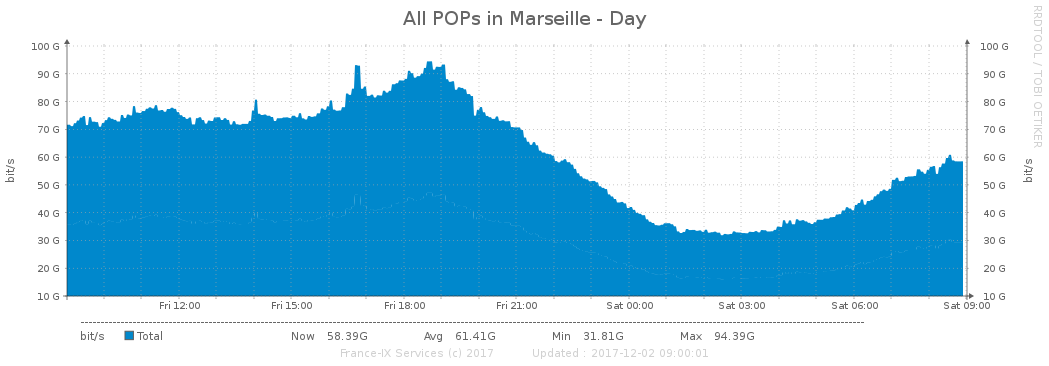 All POPs in Marseille - Day
RRDTOOL / TOBI OETIKER
bit/s
100 G 100 G
90 G 90 G
80 G 80 G
70 G 70 G
60 G 60 G
50 G 50 G
40 G 40 G
30 G 30 G
20 G 20 G
10 G 10 G
bit/s
Fri 12:00 Fri 15:00 Fri 18:00 Fri 21:00 Sat 00:00 Sat 03:00 Sat 06:00 Sat 09:00
bit/s Total Now 58.39G Avg 61.41G Min 31.81G Max 94.39G
France-IX Services (c) 2017 Updated : 2017-12-02 09:00:01